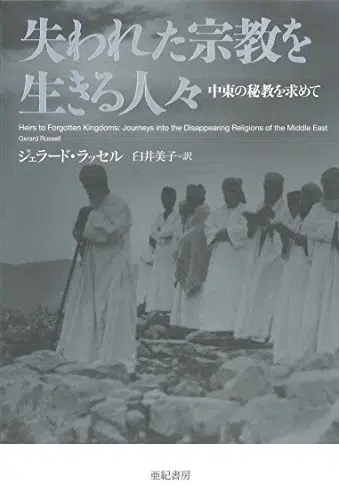 失われた宗教を
生きる人々 中東の秘教を求めて
Heirs to Forgotten Kingdoms: Journeys into the Disappearing Religions of the Middle East
Gerard Russell
ジェラード・ラッセル 臼井美子=訳
亜紀書房